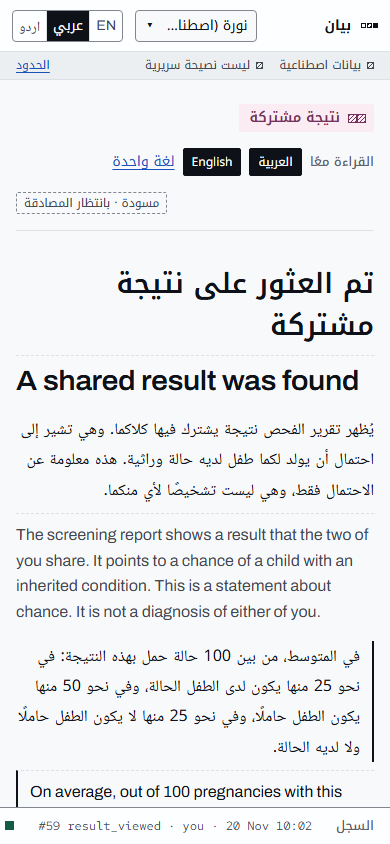 بيان
نورة (اصطنا...
EN
عربي
اردو
بيانات اصطناعية
ليست نصيحة سريرية
الحدود
نتيجة مشتركة
القراءة معًا
العربية
English
لغة واحدة
مسودة · بانتظار المصادقة
تم العثور على نتيجة
مشتركة
A shared result was found
يُظهر تقرير الفحص نتيجة يشترك فيها كلاكما. وهي تشير إلى
احتمال أن يولد لكما طفل لديه حالة وراثية. هذه معلومة عن
الاحتمال فقط، وهي ليست تشخيصًا لأي منكما.
The screening report shows a result that the two of
you share. It points to a chance of a child with an
inherited condition. This is a statement about
chance. It is not a diagnosis of either of you.
في المتوسط، من بين 100 حالة حمل بهذه النتيجة: في
نحو 25 منها يكون لدى الطفل الحالة، وفي نحو 50 منها
يكون الطفل حاملًا، وفي نحو 25 منها لا يكون الطفل حاملًا
ولا لديه الحالة.
On average, out of 100 pregnancies with this
السجل
#59 result_viewed · you · 20 Nov 10:02